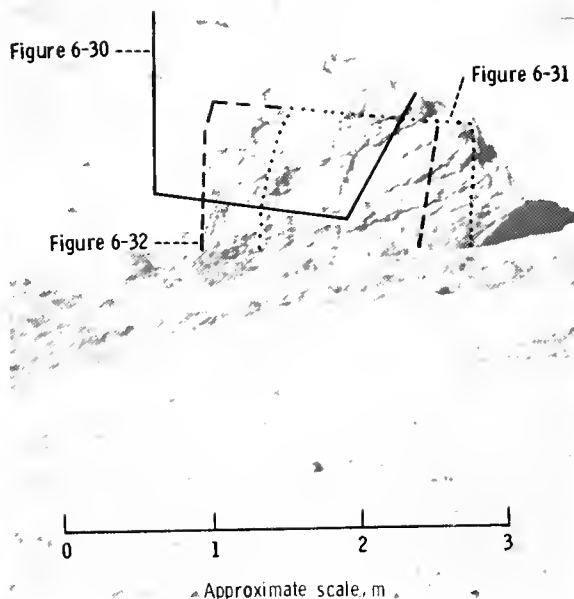 Figure 6-30
Figure 6-31
Figure 6-32
0 1 2 3
Approximate scale, m